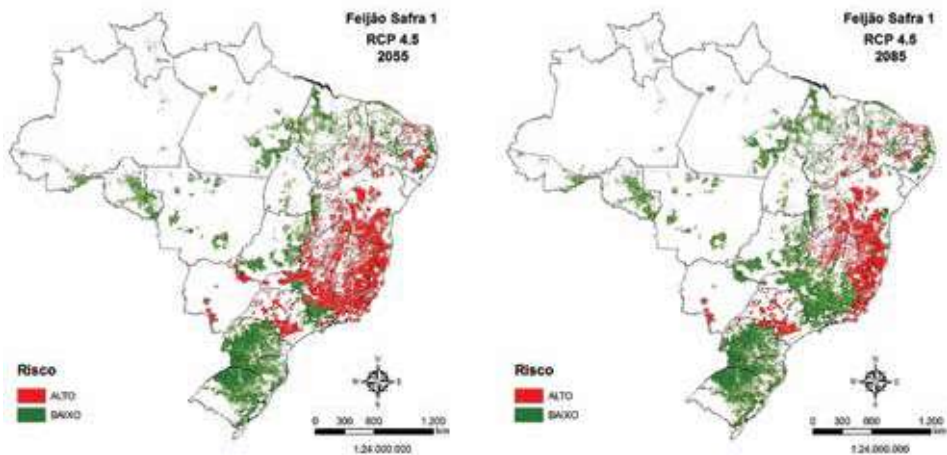 Feijão Safra 1
RCP 4.5
2055
Risco
ALTO
BAIXO
N
W
E
S
0 300 600 1.200
km
1:24.000.000
Feijão Safra 1
RCP 4.5
2085
Risco
ALTO
BAIXO
N
W
E
S
0 300 600 1.200
km
1:24.000.000